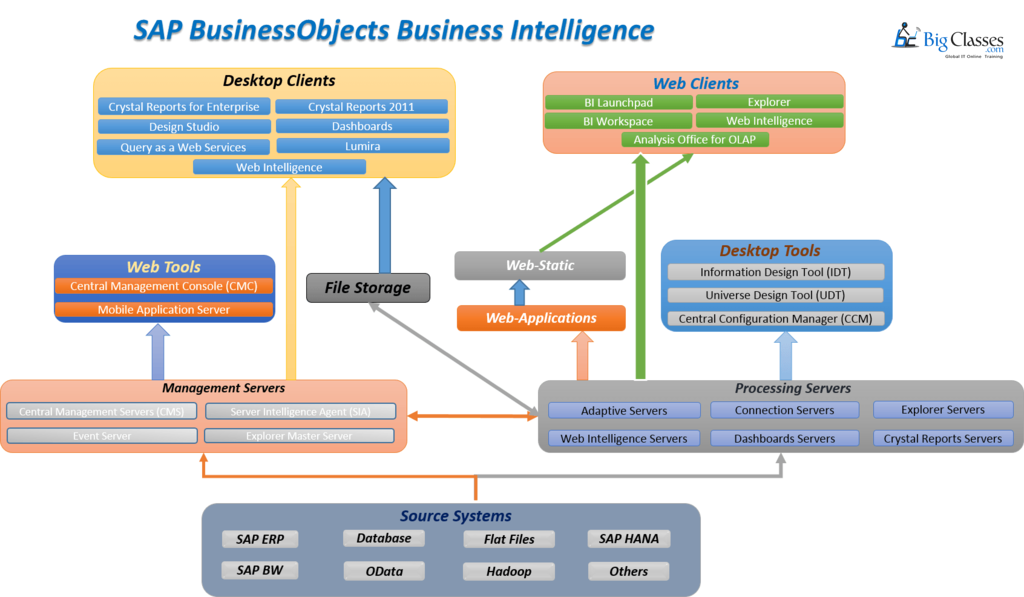 SAP BusinessObjects Business Intelligence
bc BigClasses
.com
Global IT Online Training
Desktop Clients
Crystal Reports for Enterprise
Crystal Reports 2011
Design Studio
Dashboards
Query as a Web Services
Lumira
Web Intelligence
Web Clients
BI Launchpad
Explorer
BI Workspace
Web Intelligence
Analysis Office for OLAP
Web Tools
Central Management Console (CMC)
Mobile Application Server
File Storage
Web-Static
Web-Applications
Desktop Tools
Information Design Tool (IDT)
Universe Design Tool (UDT)
Central Configuration Manager (CCM)
Management Servers
Central Management Servers (CMS)
Server Intelligence Agent (SIA)
Event Server
Explorer Master Server
Processing Servers
Adaptive Servers
Connection Servers
Explorer Servers
Web Intelligence Servers
Dashboards Servers
Crystal Reports Servers
Source Systems
SAP ERP
Database
Flat Files
SAP HANA
SAP BW
OData
Hadoop
Others